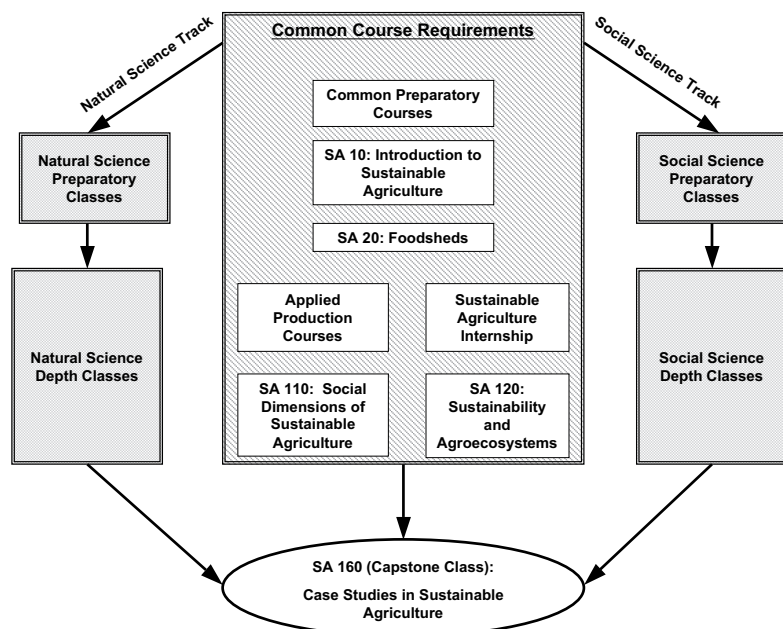 Common Course Requirements
Natural Science Track
Social Science Track
Common Preparatory
Courses
SA 10: Introduction to
Sustainable
Agriculture
SA 20: Foodsheds
Applied
Production
Courses
Sustainable
Agriculture
Internship
SA 110: Social
Dimensions of
Sustainable
Agriculture
SA 120:
Sustainability
and
Agroecosystems
Natural Science
Preparatory
Classes
Natural Science
Depth Classes
Social Science
Preparatory
Classes
Social Science
Depth Classes
SA 160 (Capstone Class):
Case Studies in Sustainable
Agriculture